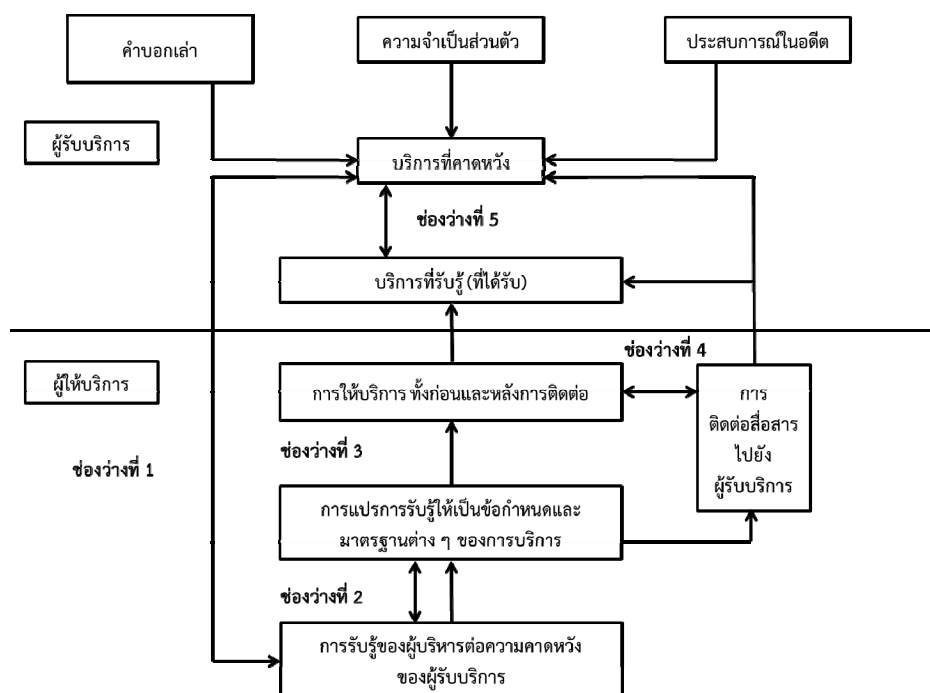 คำบอกเล่า
ความจำเป็นส่วนตัว
ประสบการณ์ในอดีต
ผู้รับบริการ
บริการที่คาดหวัง
ช่องว่างที่ 5
บริการที่รับรู้ (ที่ได้รับ)
ช่องว่างที่ 4
ผู้ให้บริการ
การให้บริการ ทั้งก่อนและหลังการติดต่อ
การ
ติดต่อสื่อสาร
ไปยัง
ผู้รับบริการ
ช่องว่างที่ 3
ช่องว่างที่ 1
การแปรการรับรู้ให้เป็นข้อกำหนดและ
มาตรฐานต่าง ๆ ของการบริการ
ช่องว่างที่ 2
การรับรู้ของผู้บริหารต่อความคาดหวัง
ของผู้รับบริการ